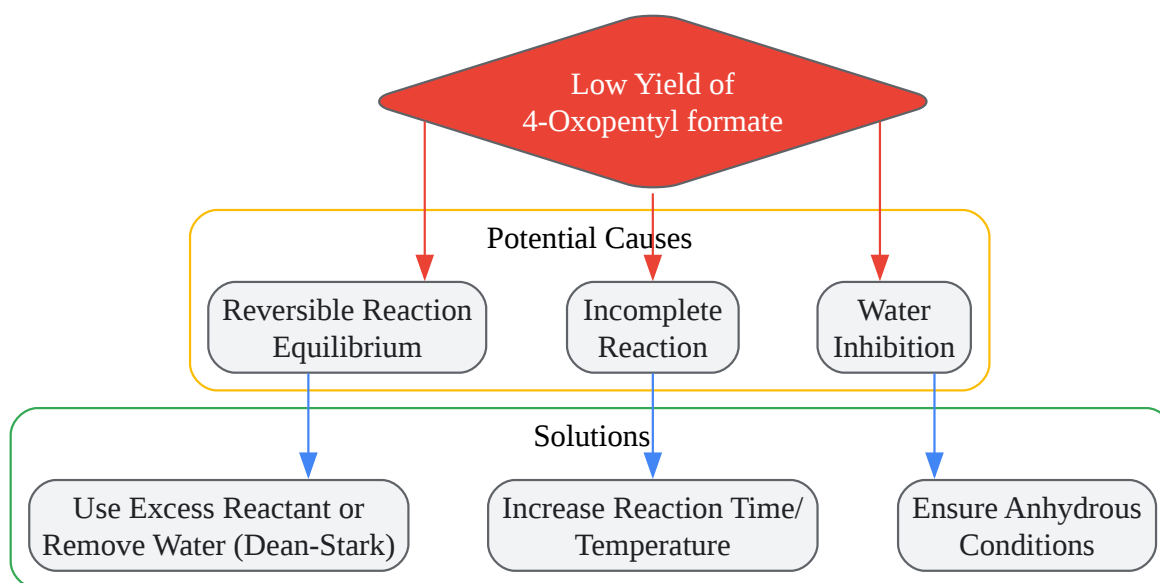 Low Yield of
4-Oxopentyl formate
Potential Causes
Reversible Reaction
Equilibrium
Incomplete
Reaction
Water
Inhibition
Solutions
Use Excess Reactant or
Remove Water (Dean-Stark)
Increase Reaction Time/
Temperature
Ensure Anhydrous
Conditions